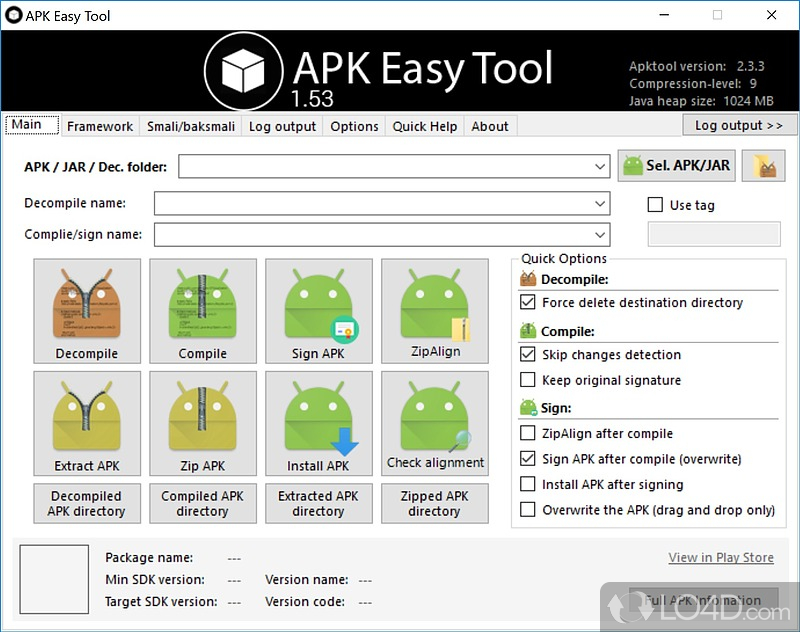 APK Easy Tool
APK Easy Tool
1.53
Apktool version: 2.3.3
Compression-level: 9
Java heap size: 1024 MB
Main Framework Smali/baksmali Log output Options Quick Help About Log output >>
APK / JAR / Dec. folder: Sel. APK/JAR
Decompile name: Use tag
Complie/sign name:
Decompile Compile Sign APK ZipAlign
Extract APK Zip APK Install APK Check alignment
Decompiled APK directory
Compiled APK directory
Extracted APK directory
Zipped APK directory
Quick Options
Decompile:
Force delete destination directory
Compile:
Skip changes detection
Keep original signature
Sign:
ZipAlign after compile
Sign APK after compile (overwrite)
Install APK after signing
Overwrite the APK (drag and drop only)
Package name: --- View in Play Store
Min SDK version: --- Version name: ---
Target SDK version: --- Version code: --- Full APK Infomation
LO4D.com